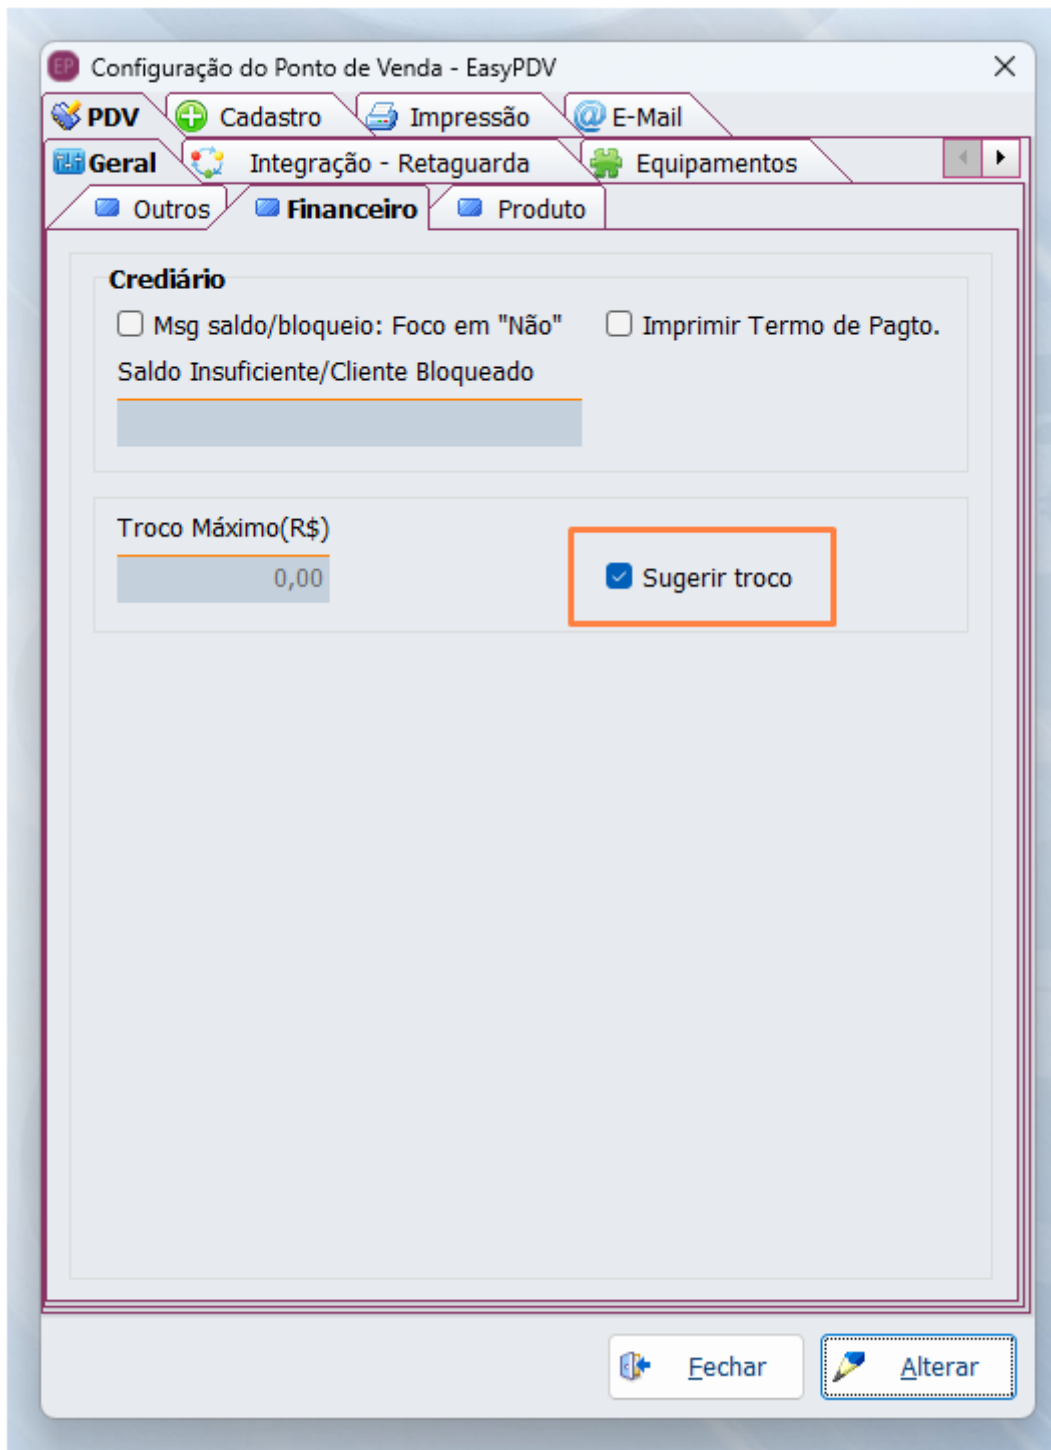 EP Configuração do Ponto de Venda - EasyPDV
PDV Cadastro Impressão E-Mail
Geral Integração - Retaguarda Equipamentos
Outros Financeiro Produto
Crediário
Msg saldo/bloqueio: Foco em "Não" Imprimir Termo de Pagto.
Saldo Insuficiente/Cliente Bloqueado
Troco Máximo(R$)
0,00 Sugerir troco
Fechar Alterar